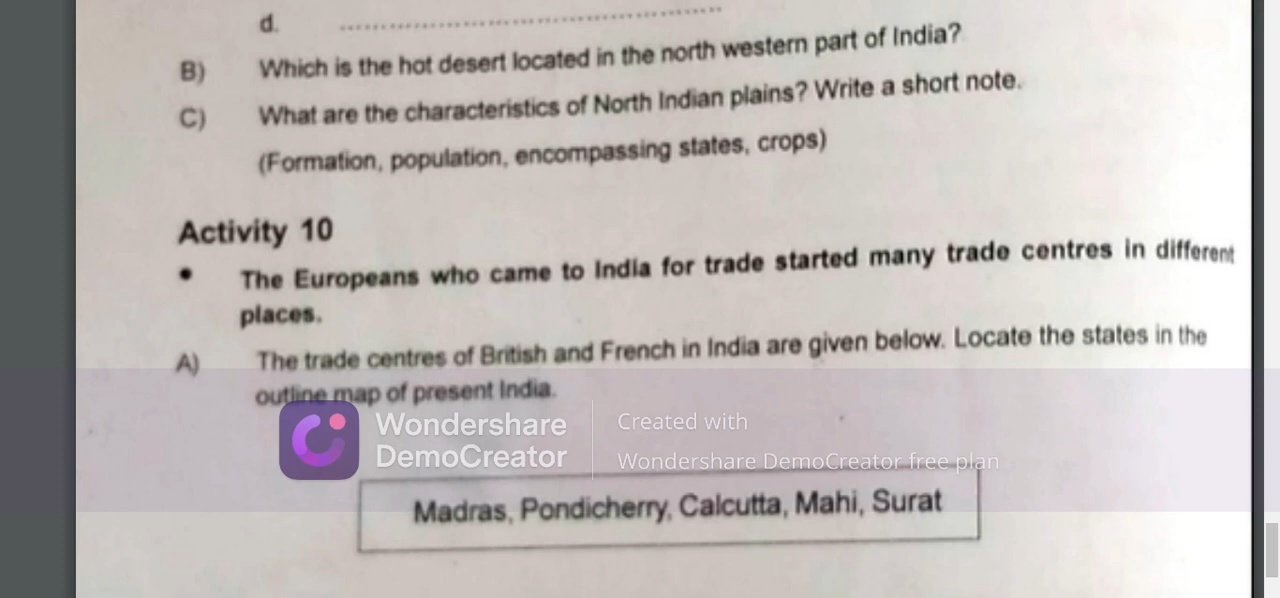 d. ..........................................................
B) Which is the hot desert located in the north western part of India?
C) What are the characteristics of North Indian plains? Write a short note.
(Formation, population, encompassing states, crops)
Activity 10
• The Europeans who came to India for trade started many trade centres in different
places.
A) The trade centres of British and French in India are given below. Locate the states in the
outline map of present India.
Wondershare
DemoCreator
Created with
Wondershare DemoCreator free plan
Madras, Pondicherry, Calcutta, Mahi, Surat